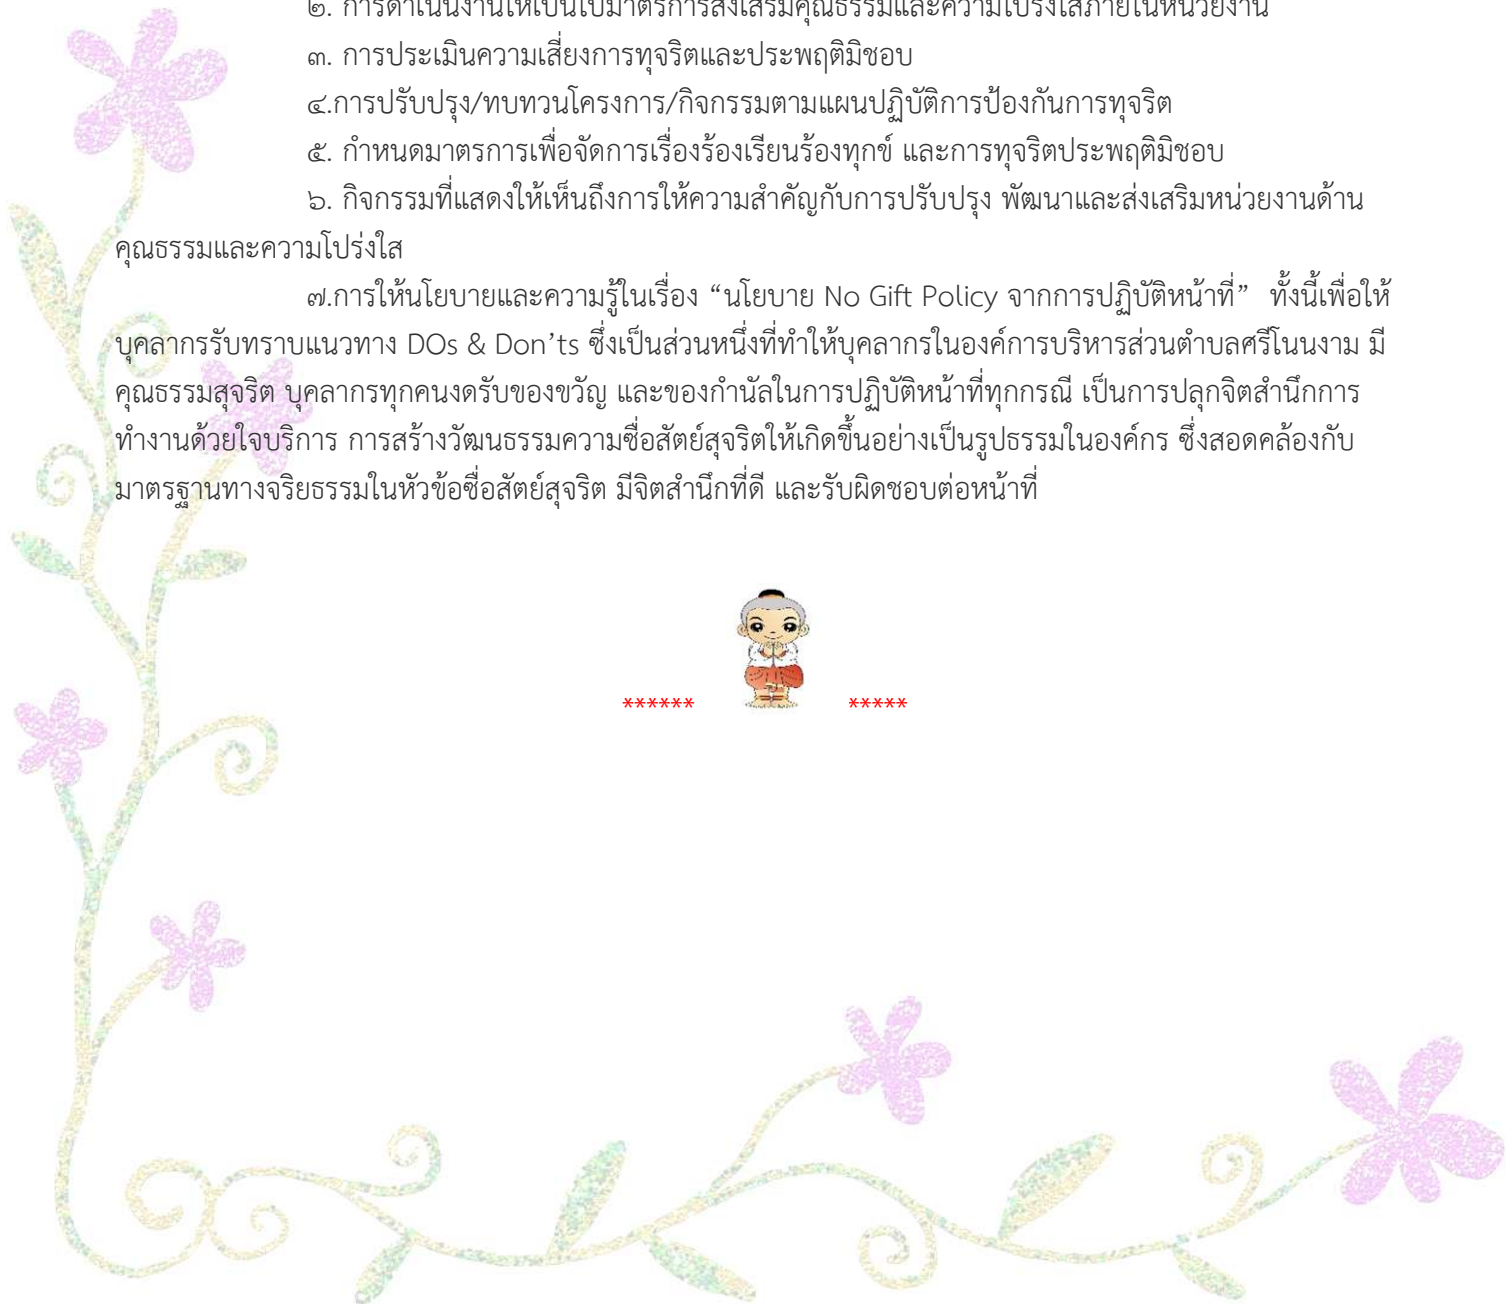 ๒. การดำเนินงานให้เป็นไปมาตรการส่งเสริมคุณธรรมและความโปร่งใสภายในหน่วยงาน
๓. การประเมินความเสี่ยงการทุจริตและประพฤติมิชอบ
๔.การปรับปรุง/ทบทวนโครงการ/กิจกรรมตามแผนปฏิบัติการป้องกันการทุจริต
๕. กำหนดมาตรการเพื่อจัดการเรื่องร้องเรียนร้องทุกข์ และการทุจริตประพฤติมิชอบ
๖. กิจกรรมที่แสดงให้เห็นถึงการให้ความสำคัญกับการปรับปรุง พัฒนาและส่งเสริมหน่วยงานด้าน
คุณธรรมและความโปร่งใส
๗.การให้นโยบายและความรู้ในเรื่อง “นโยบาย No Gift Policy จากการปฏิบัติหน้าที่” ทั้งนี้เพื่อให้
บุคลากรรับทราบแนวทาง DOs & Don’ts ซึ่งเป็นส่วนหนึ่งที่ทำให้บุคลากรในองค์การบริหารส่วนตำบลศรีโนนงาม มี
คุณธรรมสุจริต บุคลากรทุกคนงดรับของขวัญ และของกำนัลในการปฏิบัติหน้าที่ทุกกรณี เป็นการปลุกจิตสำนึกการ
ทำงานด้วยใจบริการ การสร้างวัฒนธรรมความซื่อสัตย์สุจริตให้เกิดขึ้นอย่างเป็นรูปธรรมในองค์กร ซึ่งสอดคล้องกับ
มาตรฐานทางจริยธรรมในหัวข้อซื่อสัตย์สุจริต มีจิตสำนึกที่ดี และรับผิดชอบต่อหน้าที่
****** *****